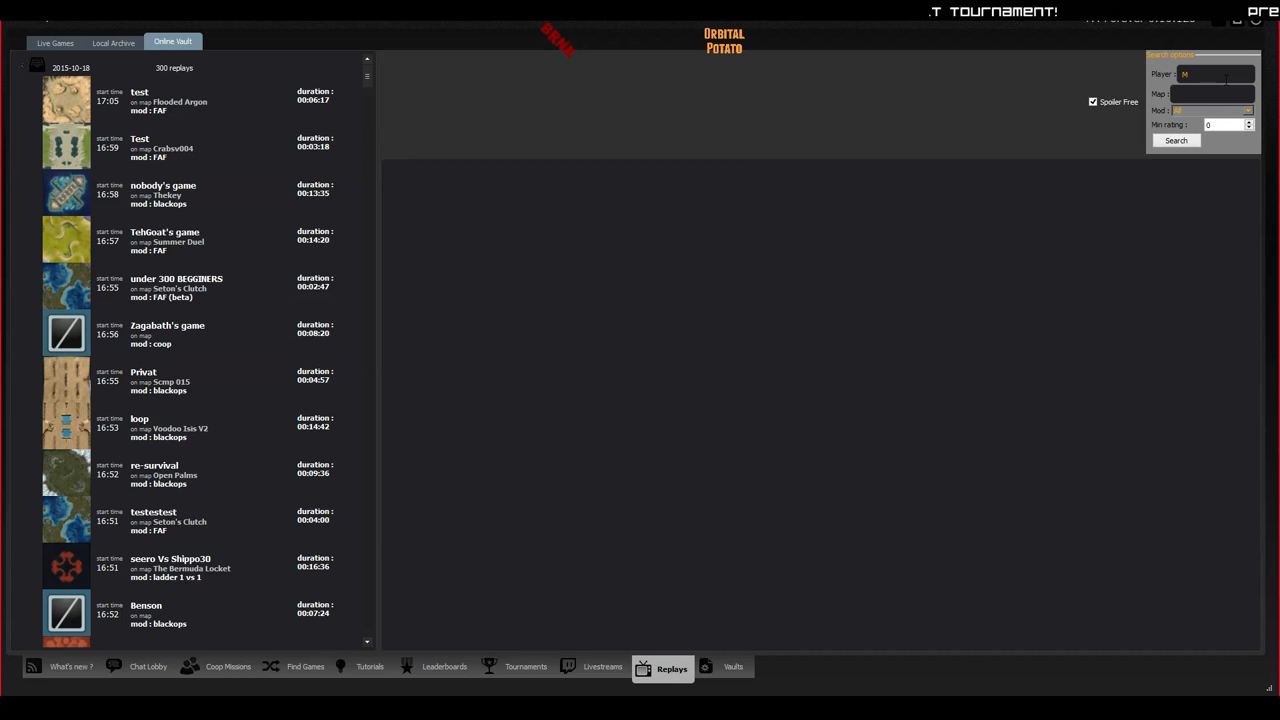 .T TOURNAMENT! pre
BRNK
ORBITAL
POTATO
Live Games Local Archive Online Vault
2015-10-18 300 replays
start time test duration :
17:05 on map Flooded Argon 00:06:17
mod : FAF
start time Test duration :
16:59 on map Crabsv004 00:03:18
mod : FAF
start time nobody's game duration :
16:58 on map Thekey 00:13:35
mod : blackops
start time TehGoat's game duration :
16:57 on map Summer Duel 00:14:20
mod : FAF
start time under 300 BEGGINERS duration :
16:55 on map Seton's Clutch 00:02:47
mod : FAF (beta)
start time Zagabath's game duration :
16:56 on map 00:08:20
mod : coop
start time Privat duration :
16:55 on map Scmp 015 00:04:57
mod : blackops
start time loop duration :
16:53 on map Voodoo Isis V2 00:14:42
mod : blackops
start time re-survival duration :
16:52 on map Open Palms 00:09:36
mod : blackops
start time testestest duration :
16:51 on map Seton's Clutch 00:04:00
mod : FAF
start time seero Vs Shippo30 duration :
16:51 on map The Bermuda Locket 00:16:36
mod : ladder 1 vs 1
start time Benson duration :
16:52 on map 00:07:24
mod : blackops
Spoiler Free
Search options
Player : M
Map :
Mod : All
Min rating : 0
Search
What's new ? Chat Lobby Coop Missions Find Games Tutorials Leaderboards Tournaments Livestreams Replays Vaults